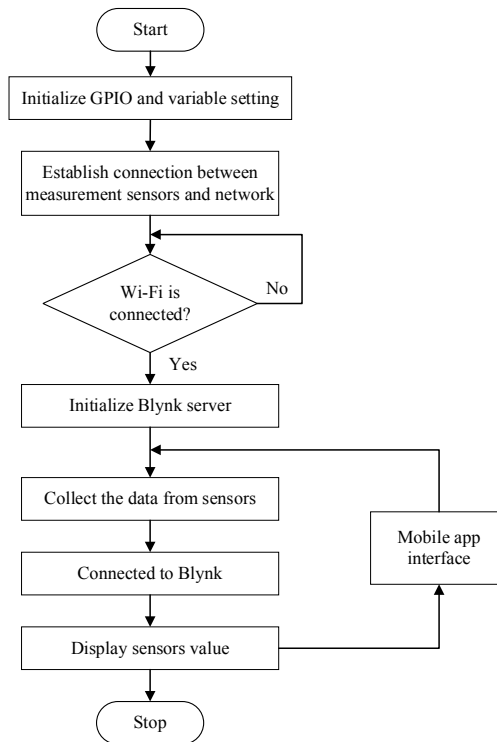 Start
Initialize GPIO and variable setting
Establish connection between
measurement sensors and network
Wi-Fi is
connected?
No
Yes
Initialize Blynk server
Collect the data from sensors
Mobile app
interface
Connected to Blynk
Display sensors value
Stop